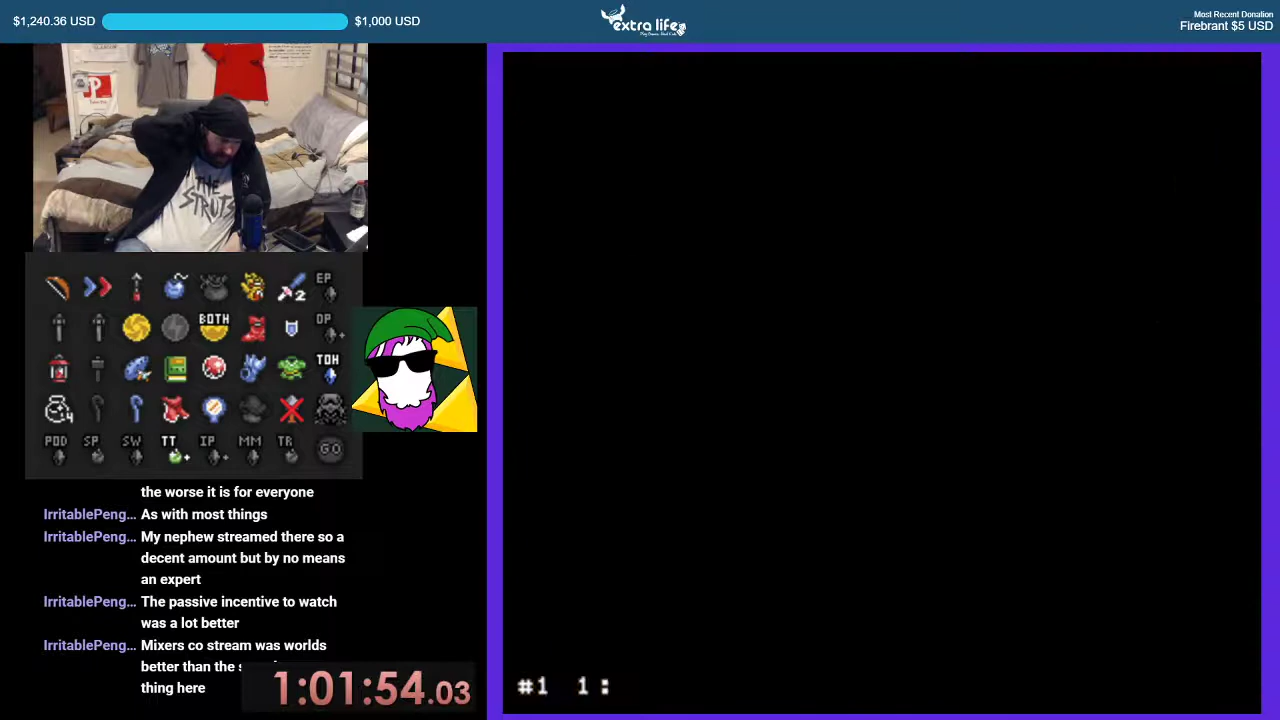 $1,240.36 USD
$1,000 USD
extra life
Most Recent Donation
Firebrant $5 USD
THE
STRUTS
EP
2
BOTH
DP
TOH
4
POD SP SW TT IP MM TR GO
the worse it is for everyone
IrritablePeng… As with most things
IrritablePeng… My nephew streamed there so a
decent amount but by no means
an expert
IrritablePeng… The passive incentive to watch
was a lot better
IrritablePeng… Mixers co stream was worlds
better than the s
thing here
1:01:54.03
#1 1: